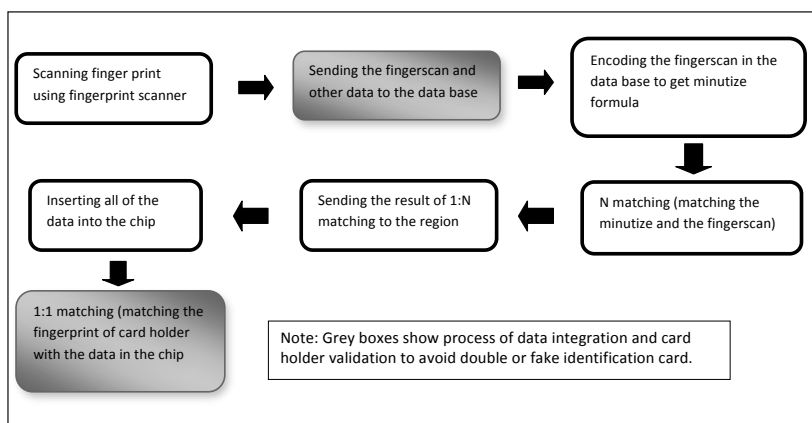 Scanning finger print
using fingerprint scanner
Sending the fingerscan and
other data to the data base
Encoding the fingerscan in the
data base to get minutize
formula
N matching (matching the
minutize and the fingerscan)
Sending the result of 1:N
matching to the region
Inserting all of the
data into the chip
1:1 matching (matching the
fingerprint of card holder
with the data in the chip
Note: Grey boxes show process of data integration and card
holder validation to avoid double or fake identification card.